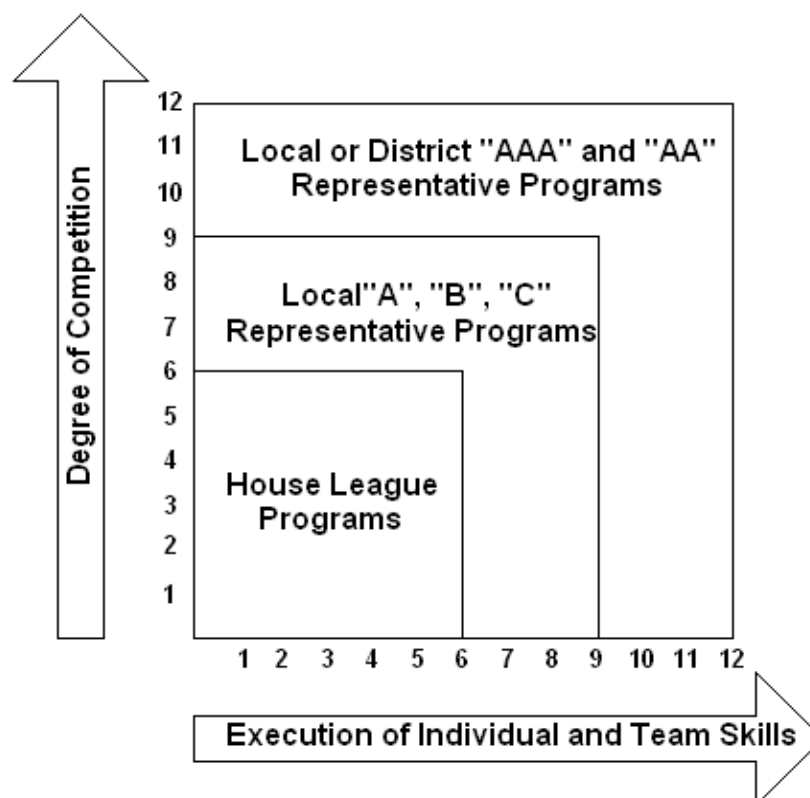 Degree of Competition
12
11
10
9
8
7
6
5
4
3
2
1
Local or District "AAA" and "AA"
Representative Programs
Local"A", "B", "C"
Representative Programs
House League
Programs
1 2 3 4 5 6 7 8 9 10 11 12
Execution of Individual and Team Skills